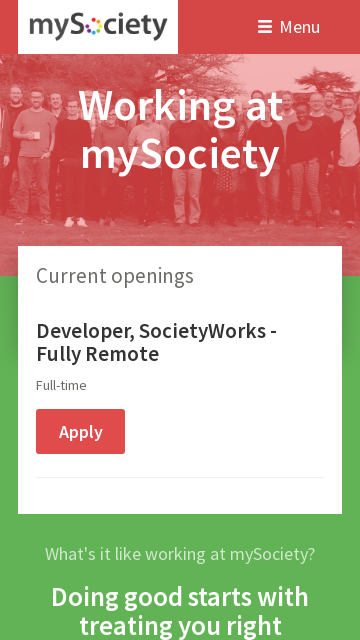 mySociety
Menu
Working at
mySociety
Current openings
Developer, SocietyWorks -
Fully Remote
Full-time
Apply
What's it like working at mySociety?
Doing good starts with
treating you right